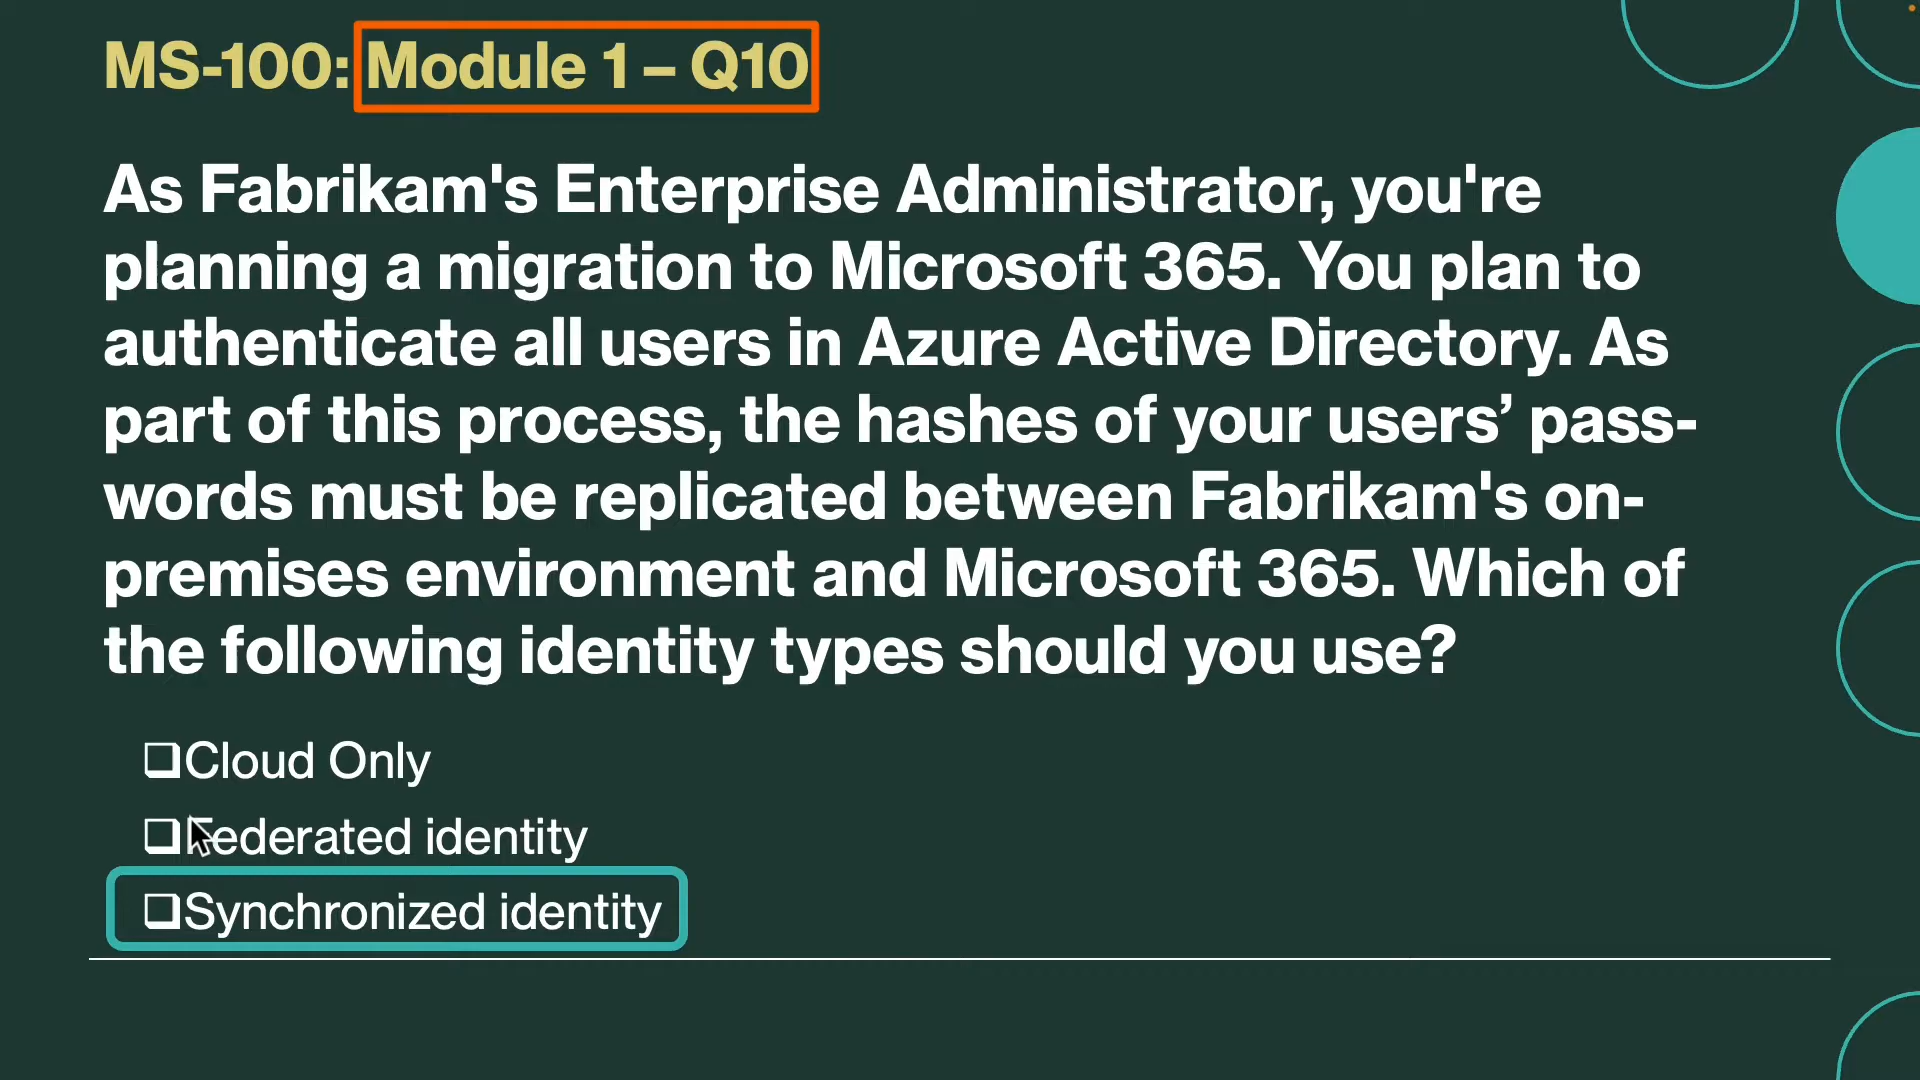 MS-100: Module 1 – Q10
As Fabrikam's Enterprise Administrator, you're
planning a migration to Microsoft 365. You plan to
authenticate all users in Azure Active Directory. As
part of this process, the hashes of your users’ pass-
words must be replicated between Fabrikam's on-
premises environment and Microsoft 365. Which of
the following identity types should you use?
❑Cloud Only
❑Federated identity
❑Synchronized identity